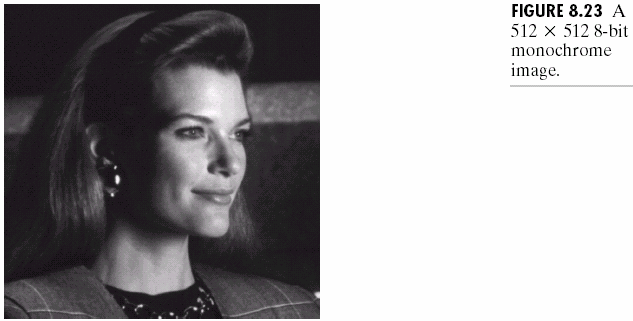 FIGURE 8.23 A
512 × 512 8-bit
monochrome
image.